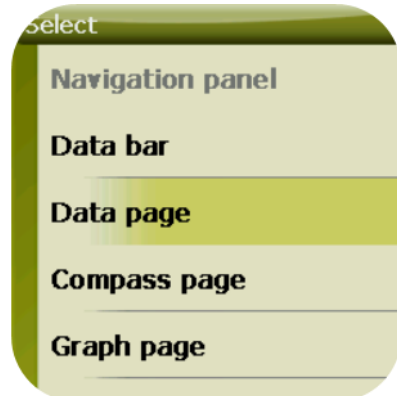 Select
Navigation panel
Data bar
Data page
Compass page
Graph page